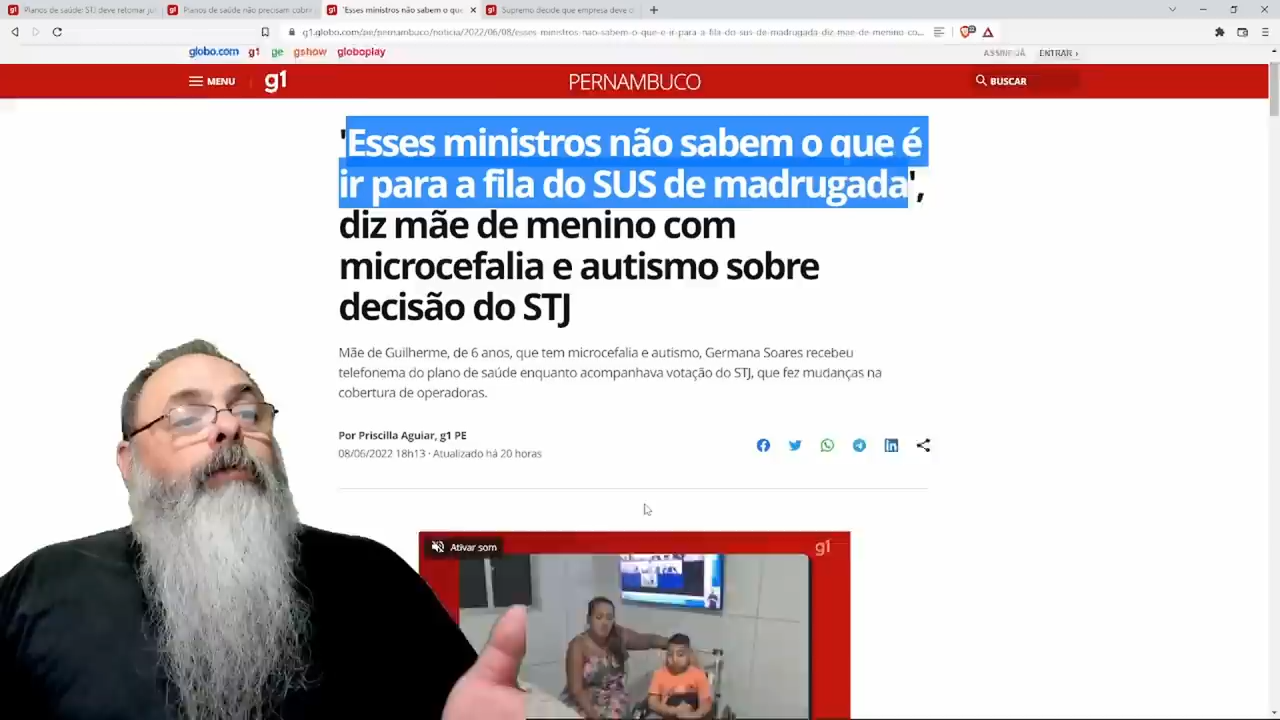 Planos de saúde: STJ deve retomar ju
Planos de saúde não precisam cobri
'Esses ministros não sabem o que
Supremo decide que empresa deve o
g1.globo.com/pe/pernambuco/noticia/2022/06/08/esses-ministros-nao-sabem-o-que-e-ir-para-a-fila-do-sus-de-madrugada-diz-mae-de-menino-co...
globo.com g1 ge gshow globoplay
ASSINE JÁ ENTRAR ›
MENU g1 PERNAMBUCO BUSCAR
'Esses ministros não sabem o que é
ir para a fila do SUS de madrugada',
diz mãe de menino com
microcefalia e autismo sobre
decisão do STJ
Mãe de Guilherme, de 6 anos, que tem microcefalia e autismo, Germana Soares recebeu
telefonema do plano de saúde enquanto acompanhava votação do STJ, que fez mudanças na
cobertura de operadoras.
Por Priscilla Aguiar, g1 PE
08/06/2022 18h13 · Atualizado há 20 horas
Ativar som
g1